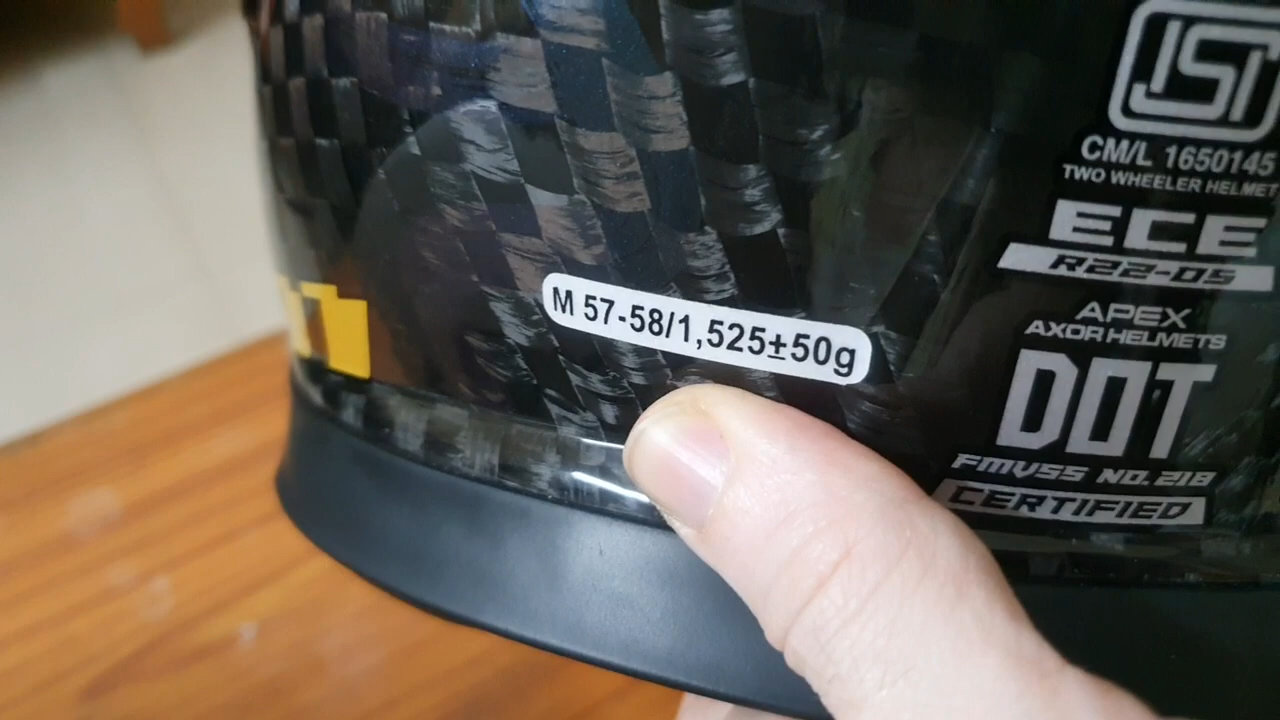 M 57-58/1,525±50g
ISI
CM/L 1650145
TWO WHEELER HELMET
ECE
R22-05
APEX
AXOR HELMETS
DOT
FMVSS NO. 218
CERTIFIED